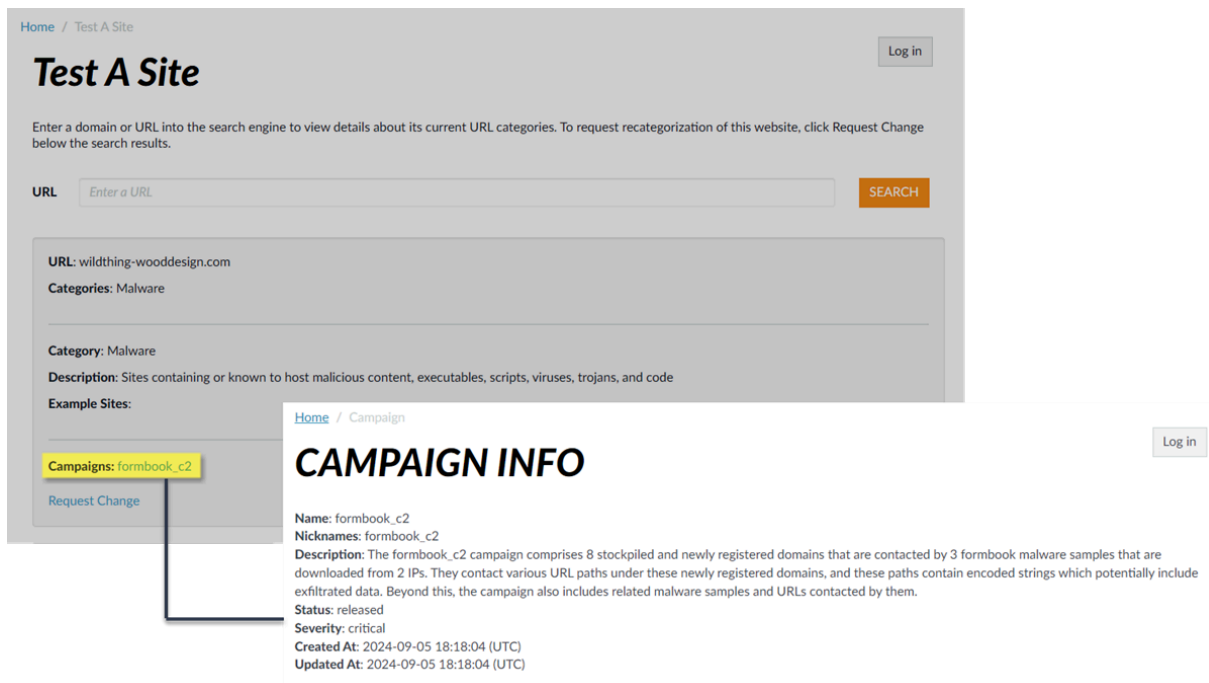 Home / Test A Site
Log in
Test A Site
Enter a domain or URL into the search engine to view details about its current URL categories. To request recategorization of this website, click Request Change
below the search results.
URL Enter a URL SEARCH
URL: wildthing-wooddesign.com
Categories: Malware
Category: Malware
Description: Sites containing or known to host malicious content, executables, scripts, viruses, trojans, and code
Example Sites:
Campaigns: formbook_c2
Request Change
Home / Campaign
Log in
CAMPAIGN INFO
Name: formbook_c2
Nicknames: formbook_c2
Description: The formbook_c2 campaign comprises 8 stockpiled and newly registered domains that are contacted by 3 formbook malware samples that are
downloaded from 2 IPs. They contact various URL paths under these newly registered domains, and these paths contain encoded strings which potentially include
exfiltrated data. Beyond this, the campaign also includes related malware samples and URLs contacted by them.
Status: released
Severity: critical
Created At: 2024-09-05 18:18:04 (UTC)
Updated At: 2024-09-05 18:18:04 (UTC)